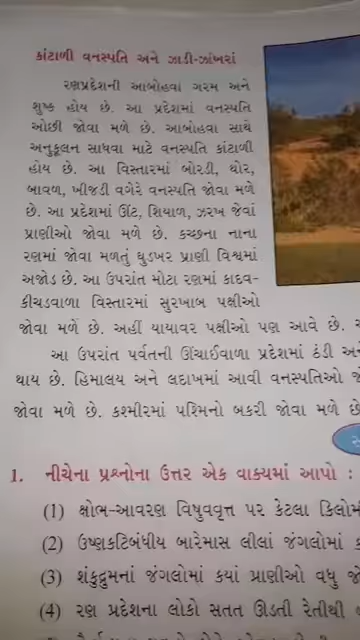 કાંટાળી વનસ્પતિ અને ઝાડી-ઝાંખરાં
રણપ્રદેશની આબોહવા ગરમ અને
શુષ્ક હોય છે. આ પ્રદેશમાં વનસ્પતિ
ઓછી જોવા મળે છે. આબોહવા સાથે
અનુકૂલન સાધવા માટે વનસ્પતિ કાંટાળી
હોય છે. આ વિસ્તારમાં બોરડી, થોર,
બાવળ, ખીજડી વગેરે વનસ્પતિ જોવા મળે
છે. આ પ્રદેશમાં ઊંટ, શિયાળ, ઝરખ જેવાં
પ્રાણીઓ જોવા મળે છે. કચ્છના નાના
રણમાં જોવા મળતું ઘુડખર પ્રાણી વિશ્વમાં
અજોડ છે. આ ઉપરાંત મોટા રણમાં કાદવ-
કીચડવાળા વિસ્તારમાં સુરખાબ પક્ષીઓ
જોવા મળે છે. અહીં યાયાવર પક્ષીઓ પણ આવે છે.
આ ઉપરાંત પર્વતની ઊંચાઈવાળા પ્રદેશમાં ઠંડી
થાય છે. હિમાલય અને લદાખમાં આવી વનસ્પતિઓ
જોવા મળે છે. કશ્મીરમાં પશ્મિનો બકરી જોવા મળે છે
1. નીચેના પ્રશ્નોના ઉત્તર એક વાક્યમાં આપો :
(1) ક્ષોભ-આવરણ વિષુવવૃત્ત પર કેટલા
(2) ઉષ્ણકટિબંધીય બારેમાસ લીલાં જંગલોમાં
(3) શંકુદ્રુમનાં જંગલોમાં કયાં પ્રાણીઓ વધુ
(4) રણ પ્રદેશના લોકો સતત ઊડતી રેતીથી